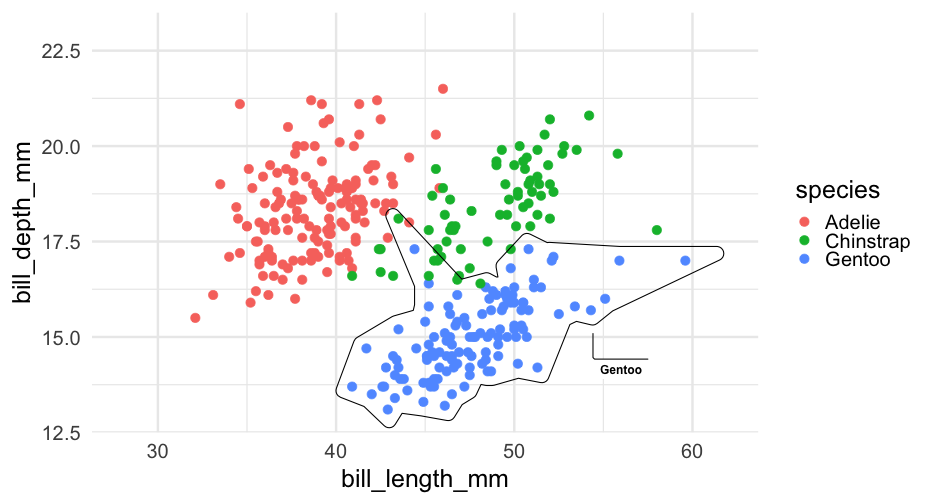 22.5
20.0
17.5
15.0
12.5
bill_depth_mm
30 40 50 60
bill_length_mm
Gentoo
species
Adelie
Chinstrap
Gentoo